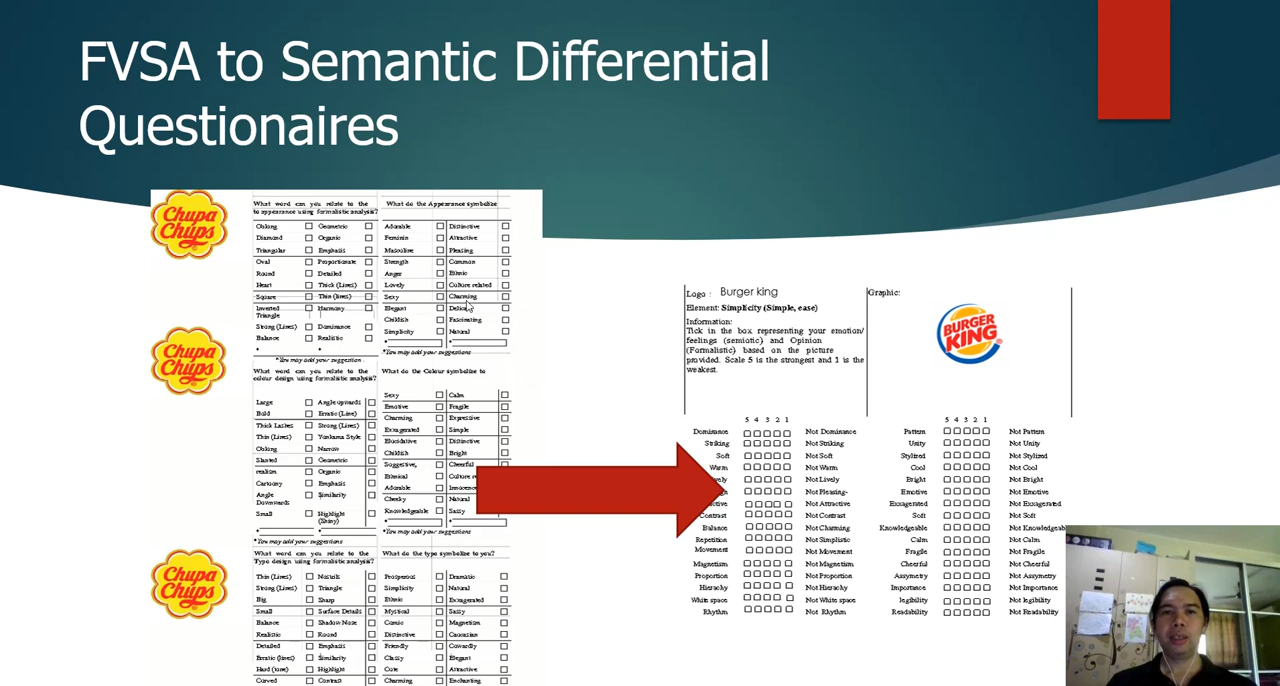 FVSA to Semantic Differential
Questionaires
Chupa
Chups
What word can you relate to the
to appearance using formalistic analysis?
What do the Appearance symbolize
Oblong Geometric
Diamond Organic
Triangular Emphasis
Oval Proportionate
Round Detailed
Heart Thick (Lines)
Square Thin (lines)
Inverted Harmony
Triangle
Strong (Lines) Dominance
Balance Realistic
*You may add your suggestion
Adorable Distinctive
Feminin Attractive
Masculine Pleasing
Strength Common
Anger Ethnic
Lovely Culture related
Sexy Charming
Elegant
Childish Fascinating
Simplicity Natural
*You may add your suggestions
Chupa
Chups
What word can you relate to the
colour design using formalistic analysis?
What do the Colour symbolize to
Large Angle upwards
Bold Erratic (Line)
Thick Lashes Strong (Lines)
Thin (Lines) Yonkama Style
Oblong Narrow
Slanted Geometric
realism Organic
Cartoony Emphasis
Angle Similarity
Downwards
Small Highlight
(Shiny)
*You may add your suggestions
Sexy Calm
Emotive Fragile
Charming Expressive
Exagerated Simple
Elucidative Distinctive
Childish Bright
Suggestive, Cheerful
Ethnical
Adorable
Cheeky Natural
Knowledgeable Sassy
*You may add your suggestions
Chupa
Chups
What word can you relate to the
Type design using formalistic analysis?
What do the type symbolize to you?
Thin (Lines) Nostrils
Strong (Lines) Sharp
Big
Small Surface Details
Balance Shadow Nose
Realistic Round
Detailed Emphasis
Erratic (lines) Similarity
Hard (tone) Highlight
Curved Contrast
Prosperous Dramatic
Simplicity Natural
Ethnic Exaggerated
Mystical Sassy
Comic Magnetism
Distinctive Caucasian
Friendly Cowardly
Classy Elegant
Cute Attractive
Charming Enchanting
Logo : Burger king
Element: Simplicity (Simple, ease)
Information:
Tick in the box representing your emotion/
feelings (semiotic) and Opinion
(Formalistic) based on the picture
provided. Scale 5 is the strongest and 1 is the
weakest.
Graphic:
BURGER
KING
5 4 3 2 1
Dominance Not Dominance
Striking Not Striking
Soft Not Soft
Warm Not Warm
Not Lively
Not Pleasing-
Not Attractive
Contrast Not Contrast
Balance Not Charming
Repetition Not Simplistic
Movement Not Movement
Magnetism Not Magnetism
Proportion Not Proportion
Hierachy Not Hierachy
White space Not White space
Rhythm Not Rhythm
5 4 3 2 1
Pattern Not Pattern
Unity Not Unity
Stylized Not Stylized
Cool Not Cool
Bright Not Bright
Emotive Not Emotive
Exxagerated Not Exxagerated
Soft Not Soft
Knowledgeable Not Knowledgeab
Calm Not Calm
Fragile Not Fragile
Cheerful Not Cheerful
Assymetry Not Assymetry
Importance Not Importance
legibility Not legibility
Readability Not Readability